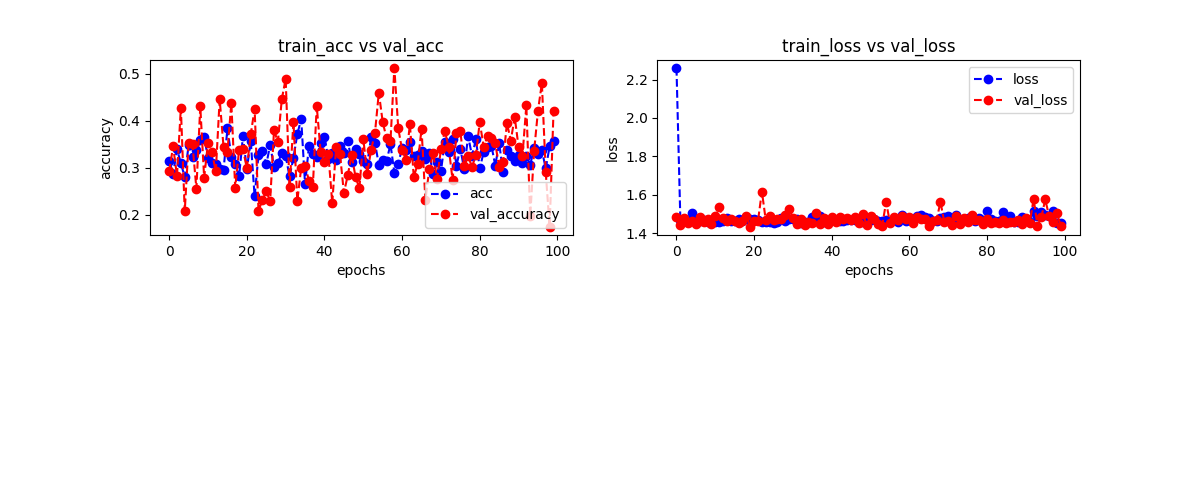 train_acc vs val_acc
accuracy
0.5
0.4
0.3
0.2
acc
val_accuracy
0
20
40
60
80
100
epochs
train_loss vs val_loss
loss
2.2
2.0
1.8
1.6
1.4
loss
val_loss
0
20
40
60
80
100
epochs